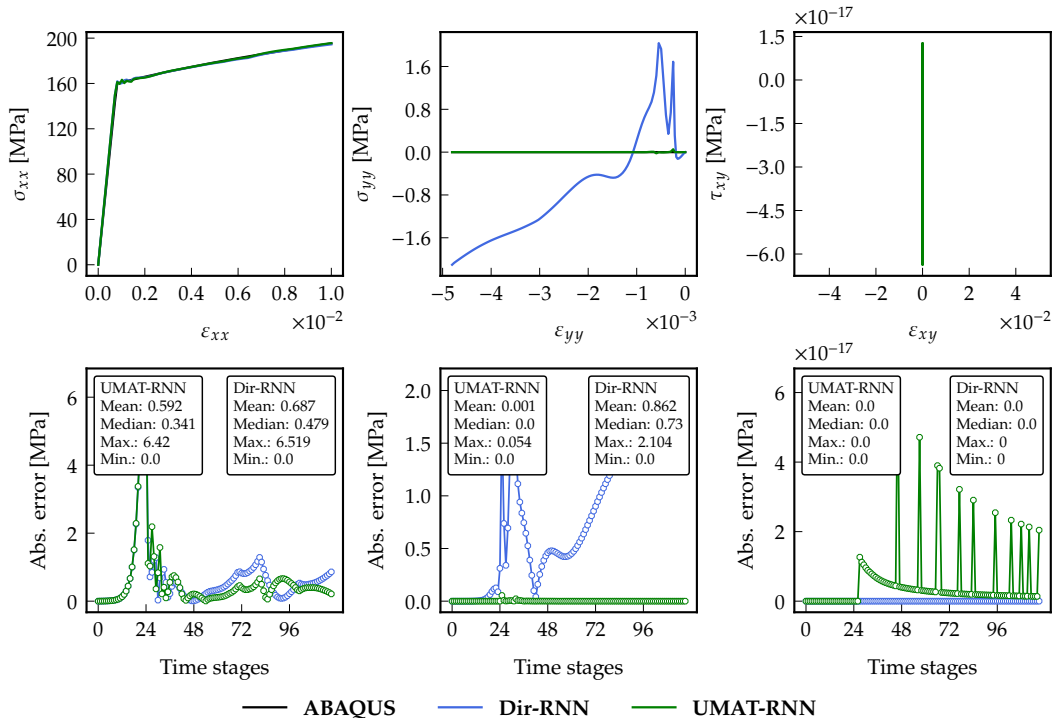 ×10⁻¹⁷
200
160
120
80
40
0
σxx [MPa]
0.0 0.2 0.4 0.6 0.8 1.0
×10⁻²
εxx
1.6
0.8
0.0
−0.8
−1.6
σyy [MPa]
−5 −4 −3 −2 −1 0
×10⁻³
εyy
1.5
0.0
−1.5
−3.0
−4.5
−6.0
τxy [MPa]
−4 −2 0 2 4
×10⁻²
εxy
6
4
2
0
Abs. error [MPa]
UMAT-RNN
Mean: 0.592
Median: 0.341
Max.: 6.42
Min.: 0.0
Dir-RNN
Mean: 0.687
Median: 0.479
Max.: 6.519
Min.: 0.0
0 24 48 72 96
Time stages
2.0
1.5
1.0
0.5
0.0
Abs. error [MPa]
UMAT-RNN
Mean: 0.001
Median: 0.0
Max.: 0.054
Min.: 0.0
Dir-RNN
Mean: 0.862
Median: 0.73
Max.: 2.104
Min.: 0.0
0 24 48 72 96
Time stages
×10⁻¹⁷
6
4
2
0
Abs. error [MPa]
UMAT-RNN
Mean: 0.0
Median: 0.0
Max.: 0.0
Min.: 0.0
Dir-RNN
Mean: 0.0
Median: 0.0
Max.: 0
Min.: 0
0 24 48 72 96
Time stages
ABAQUS Dir-RNN UMAT-RNN